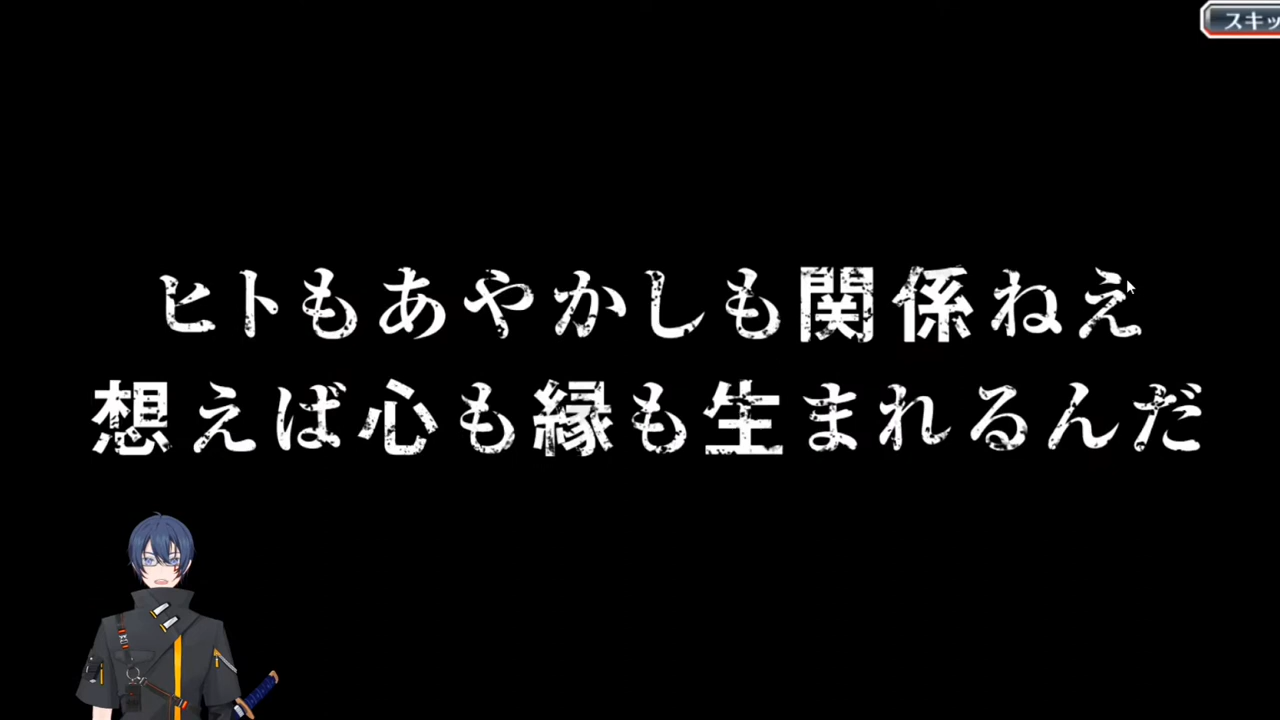 スキッ
ヒトもあやかしも関係ねえ
想えば心も縁も生まれるんだ